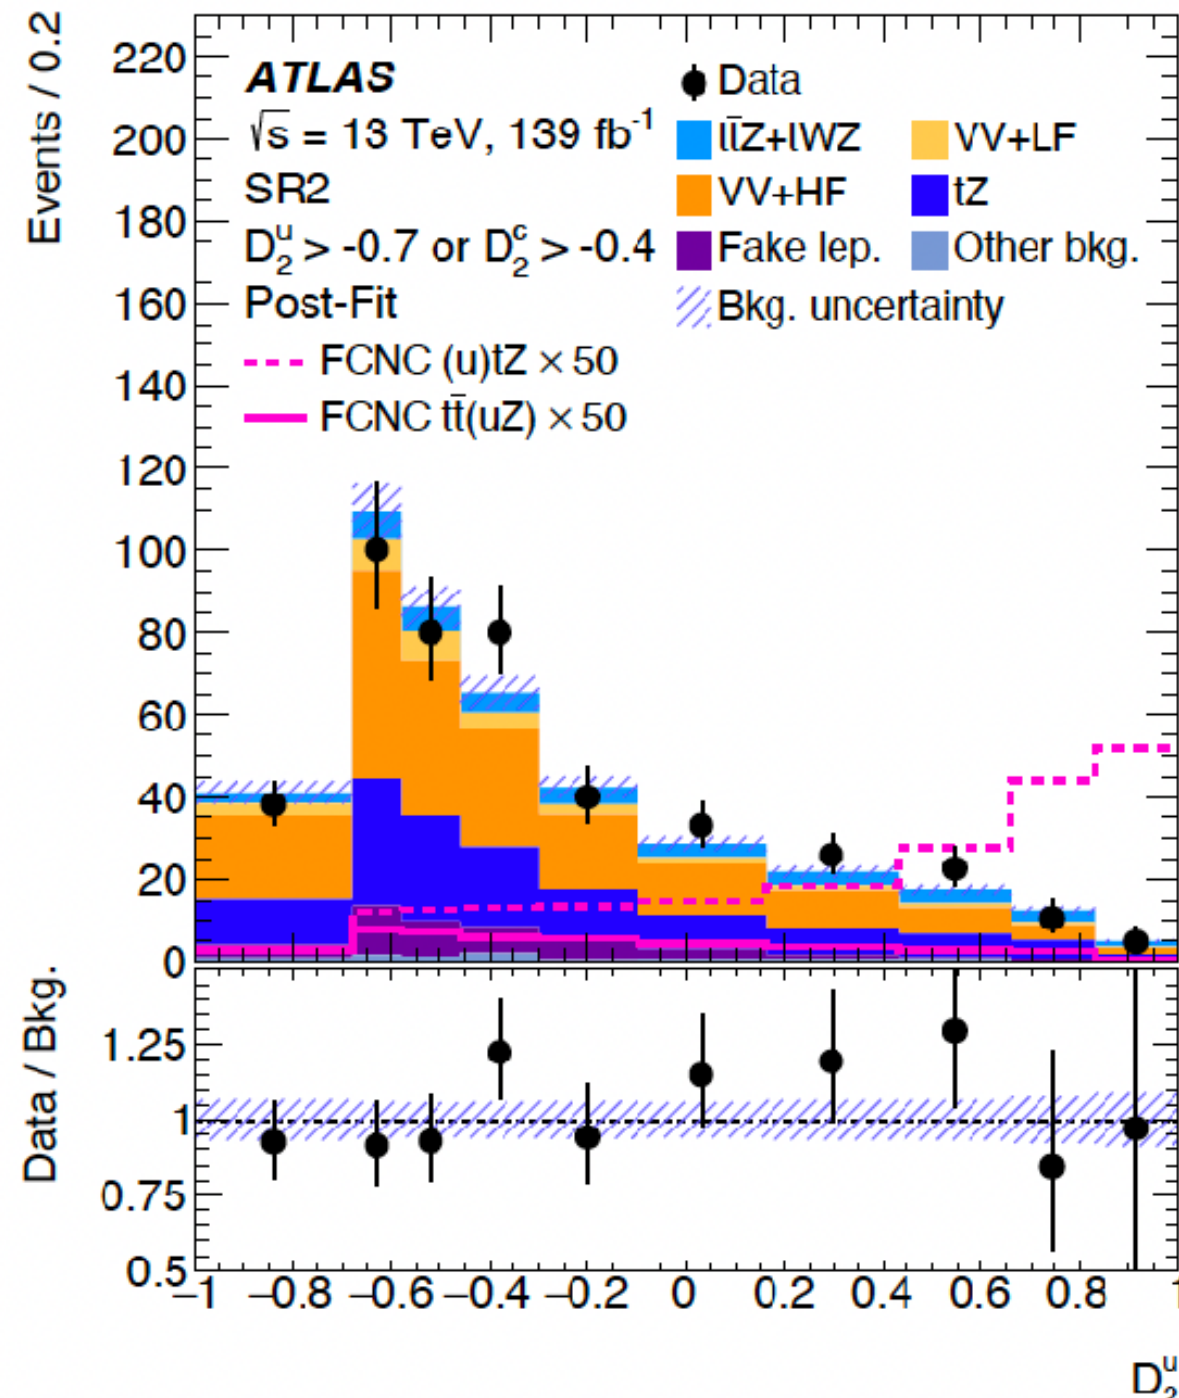 Events / 0.2
220
200
180
160
140
120
100
80
60
40
20
0
ATLAS
√s = 13 TeV, 139 fb⁻¹
SR2
D₂ᵘ > -0.7 or D₂ᶜ > -0.4
Post-Fit
FCNC (u)tZ × 50
FCNC tt̄(uZ) × 50
Data
ll̄Z+lWZ VV+LF
VV+HF tZ
Fake lep. Other bkg.
Bkg. uncertainty
Data / Bkg.
1.25
1
0.75
0.5
−1 −0.8 −0.6 −0.4 −0.2 0 0.2 0.4 0.6 0.8 1
D₂ᵘ